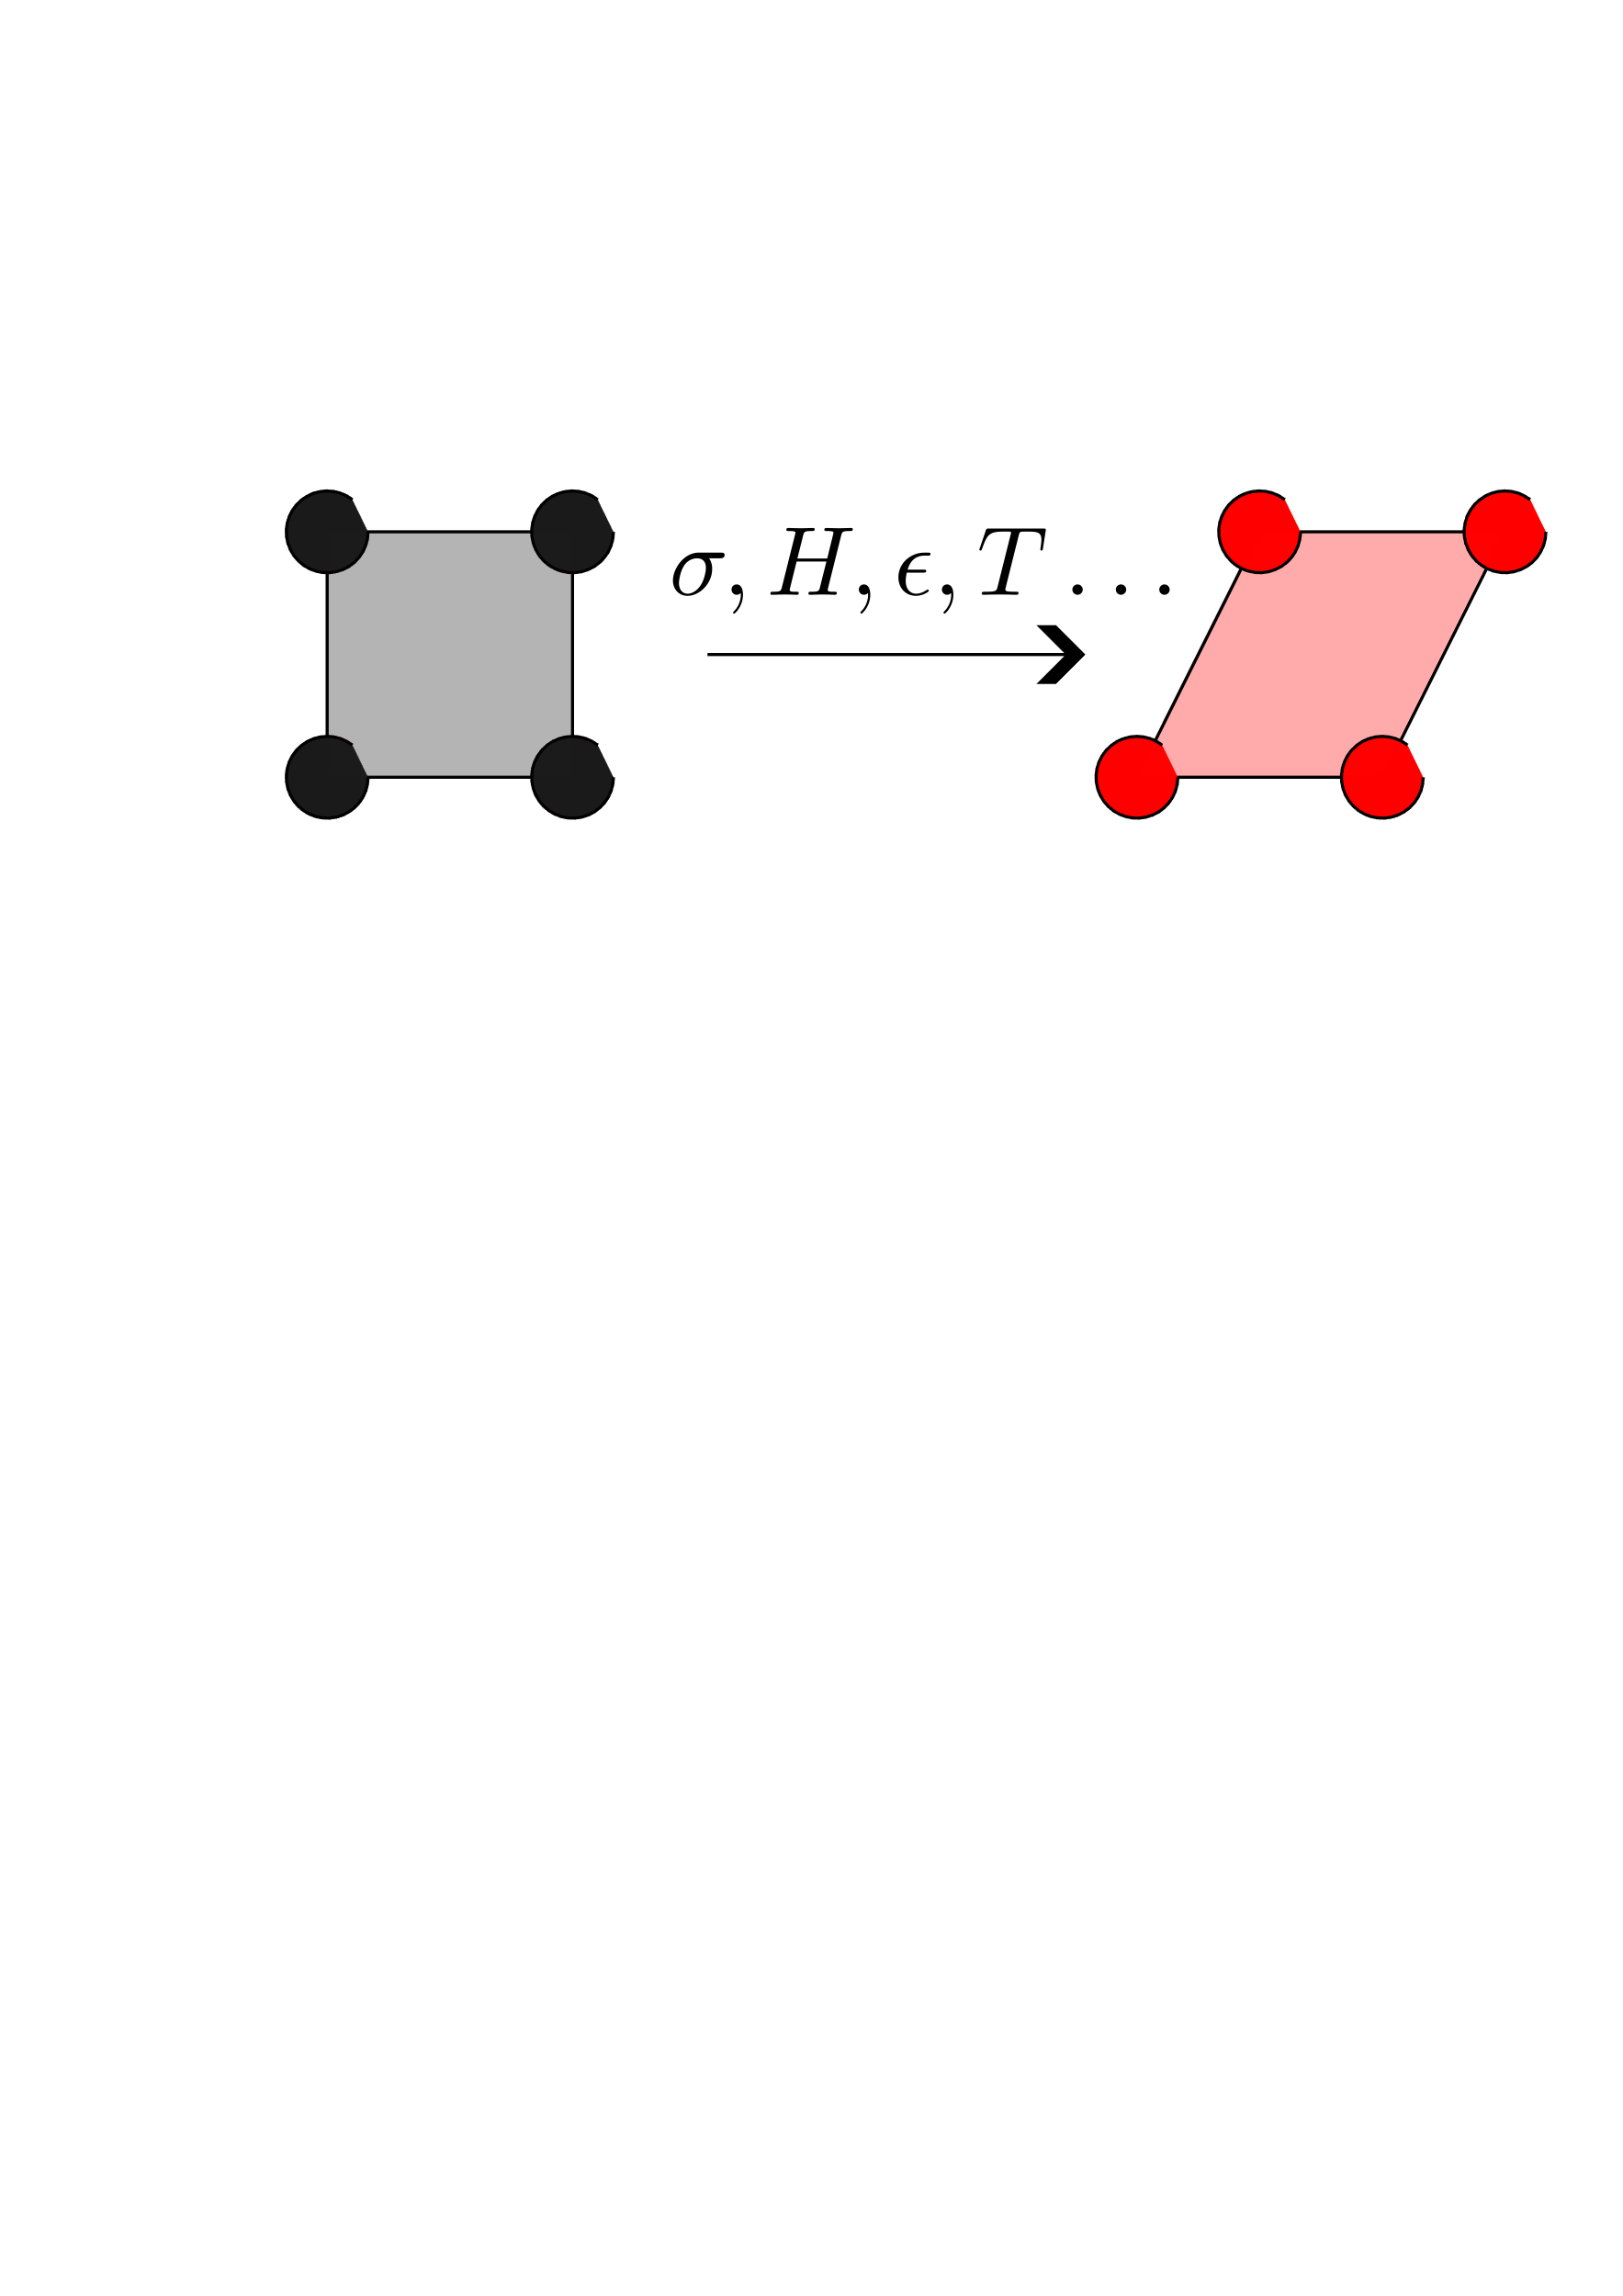 σ, H, ϵ, T . . .